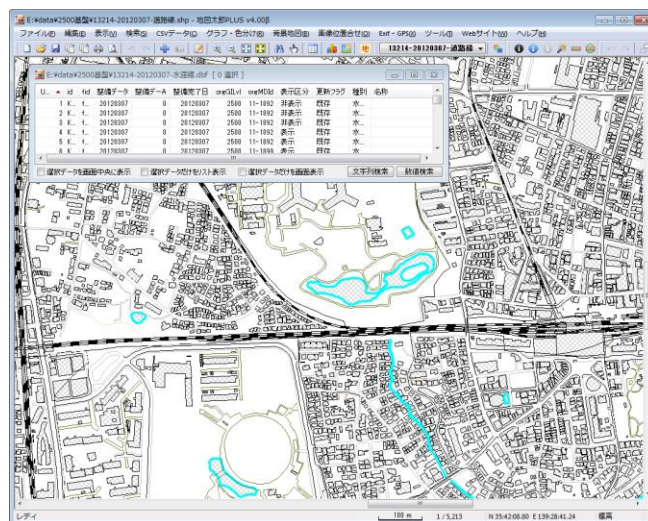 E:¥data¥2500基盤¥13214-20120307-道路縁.shp - 地図太郎PLUS v4.00β
ファイル(F) 編集(E) 表示(V) 検索(S) CSVデータ(C) グラフ・色分け(B) 背景地図(B) 画像位置合せ(I) Exif・GPS(X) ツール(T) Webサイト(W) ヘルプ(H)
13214-20120307-道路縁
E:¥data¥2500基盤¥13214-20120307-水涯線.dbf [ 0 選択 ]
U... id fid 整備データ 整備データA 整備完了日 orgGILvl orgMDId 表示区分 更新フラグ 種別 名称
1 K... f... 20120307 0 20120307 2500 11-1892 非表示 既存 水...
2 K... f... 20120307 0 20120307 2500 11-1892 非表示 既存 水...
3 K... f... 20120307 0 20120307 2500 11-1892 非表示 既存 水...
4 K... f... 20120307 0 20120307 2500 11-1892 表示 既存 水...
5 K... f... 20120307 0 20120307 2500 11-1892 表示 既存 水...
選択データを画面中央に表示 選択データだけをリスト表示 選択データだけを画面表示 文字列検索 数値検索
レディ 100 m 1 / 5,213 N 35:42:08.80 E 139:28:41.24 標高